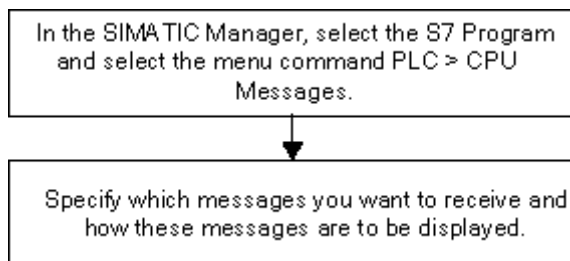 In the SIMATIC Manager, select the S7 Program
and select the menu command PLC > CPU
Messages.
Specify which messages you want to receive and
how these messages are to be displayed.